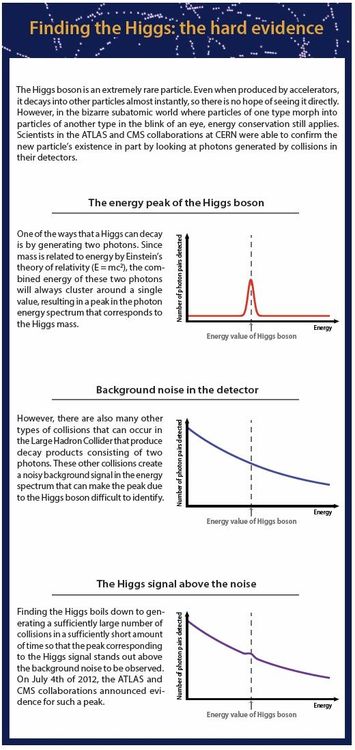 Finding the Higgs: the hard evidence
The Higgs boson is an extremely rare particle. Even when produced by accelerators,
it decays into other particles almost instantly, so there is no hope of seeing it directly.
However, in the bizarre subatomic world where particles of one type morph into
particles of another type in the blink of an eye, energy conservation still applies.
Scientists in the ATLAS and CMS collaborations at CERN were able to confirm the
new particle's existence in part by looking at photons generated by collisions in
their detectors.
The energy peak of the Higgs boson
One of the ways that a Higgs can decay
is by generating two photons. Since
mass is related to energy by Einstein's
theory of relativity (E = mc²), the com-
bined energy of these two photons
will always cluster around a single
value, resulting in a peak in the photon
energy spectrum that corresponds to
the Higgs mass.
Number of photon pairs detected
Energy
Energy value of Higgs boson
Background noise in the detector
However, there are also many other
types of collisions that can occur in
the Large Hadron Collider that produce
decay products consisting of two
photons. These other collisions create
a noisy background signal in the energy
spectrum that can make the peak due
to the Higgs boson difficult to identify.
Number of photon pairs detected
Energy
Energy value of Higgs boson
The Higgs signal above the noise
Finding the Higgs boils down to gen-
erating a sufficiently large number of
collisions in a sufficiently short amount
of time so that the peak corresponding
to the Higgs signal stands out above
the background noise to be observed.
On July 4th of 2012, the ATLAS and
CMS collaborations announced evi-
dence for such a peak.
Number of photon pairs detected
Energy
Energy value of Higgs boson